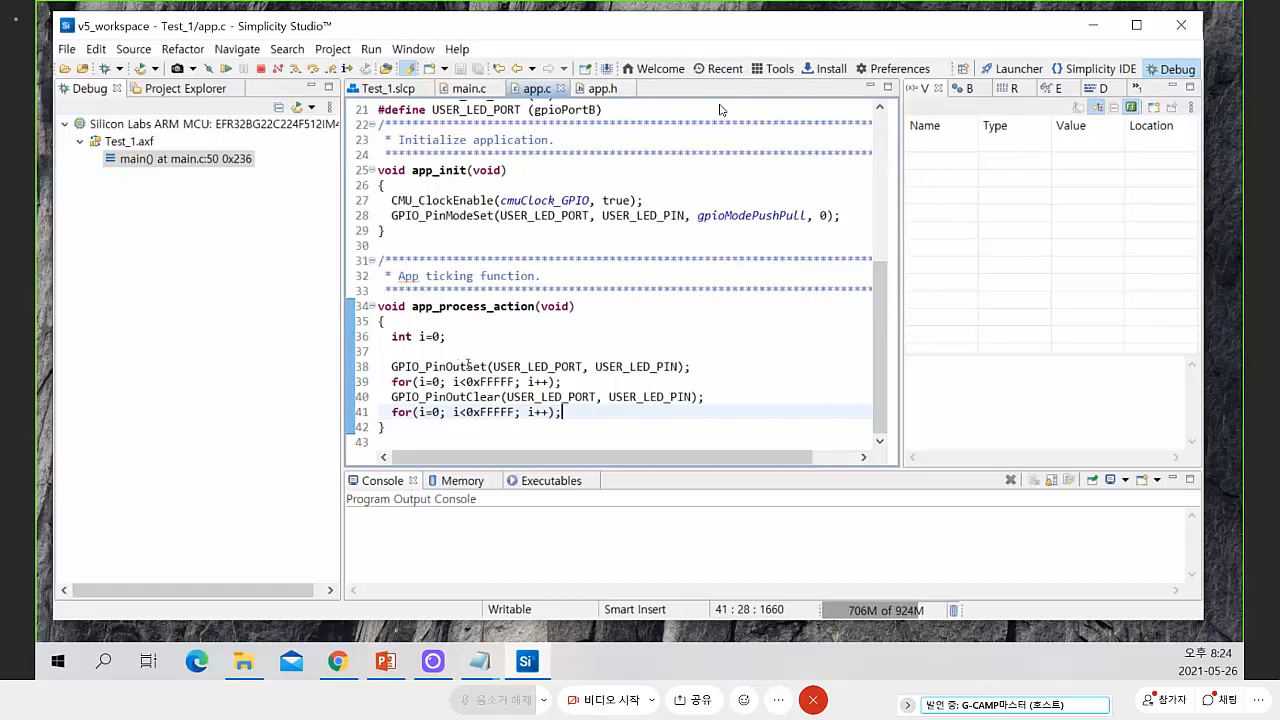 v5_workspace - Test_1/app.c - Simplicity Studio™
File Edit Source Refactor Navigate Search Project Run Window Help
Welcome Recent Tools Install Preferences Launcher Simplicity IDE Debug
Debug Project Explorer
Test_1.slcp main.c app.c app.h
V B R E D
Silicon Labs ARM MCU: EFR32BG22C224F512IM4
Test_1.axf
main() at main.c:50 0x236
Name Type Value Location
21 #define USER_LED_PORT (gpioPortB)
22 /***************************************************************************
23 * Initialize application.
24 ***************************************************************************
25 void app_init(void)
26 {
27 CMU_ClockEnable(cmuClock_GPIO, true);
28 GPIO_PinModeSet(USER_LED_PORT, USER_LED_PIN, gpioModePushPull, 0);
29 }
30
31 /***************************************************************************
32 * App ticking function.
33 ***************************************************************************
34 void app_process_action(void)
35 {
36 int i=0;
37
38 GPIO_PinOutSet(USER_LED_PORT, USER_LED_PIN);
39 for(i=0; i<0xFFFFF; i++);
40 GPIO_PinOutClear(USER_LED_PORT, USER_LED_PIN);
41 for(i=0; i<0xFFFFF; i++);
42 }
43
Console Memory Executables
Program Output Console
Writable Smart Insert 41 : 28 : 1660 706M of 924M
오후 8:24
2021-05-26
음소거 해제 비디오 시작 공유 발언 중: G-CAMP마스터 (호스트) 참가자 채팅